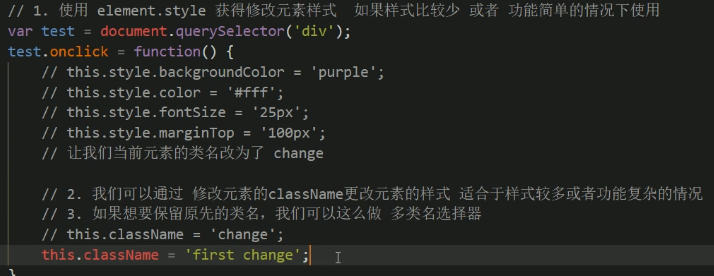 // 1. 使用 element.style 获得修改元素样式  如果样式比较少 或者 功能简单的情况下使用
var test = document.querySelector('div');
test.onclick = function() {
// this.style.backgroundColor = 'purple';
// this.style.color = '#fff';
// this.style.fontSize = '25px';
// this.style.marginTop = '100px';
// 让我们当前元素的类名改为了 change
// 2. 我们可以通过 修改元素的className更改元素的样式 适合于样式较多或者功能复杂的情况
// 3. 如果想要保留原先的类名，我们可以这么做 多类名选择器
// this.className = 'change';
this.className = 'first change';
}